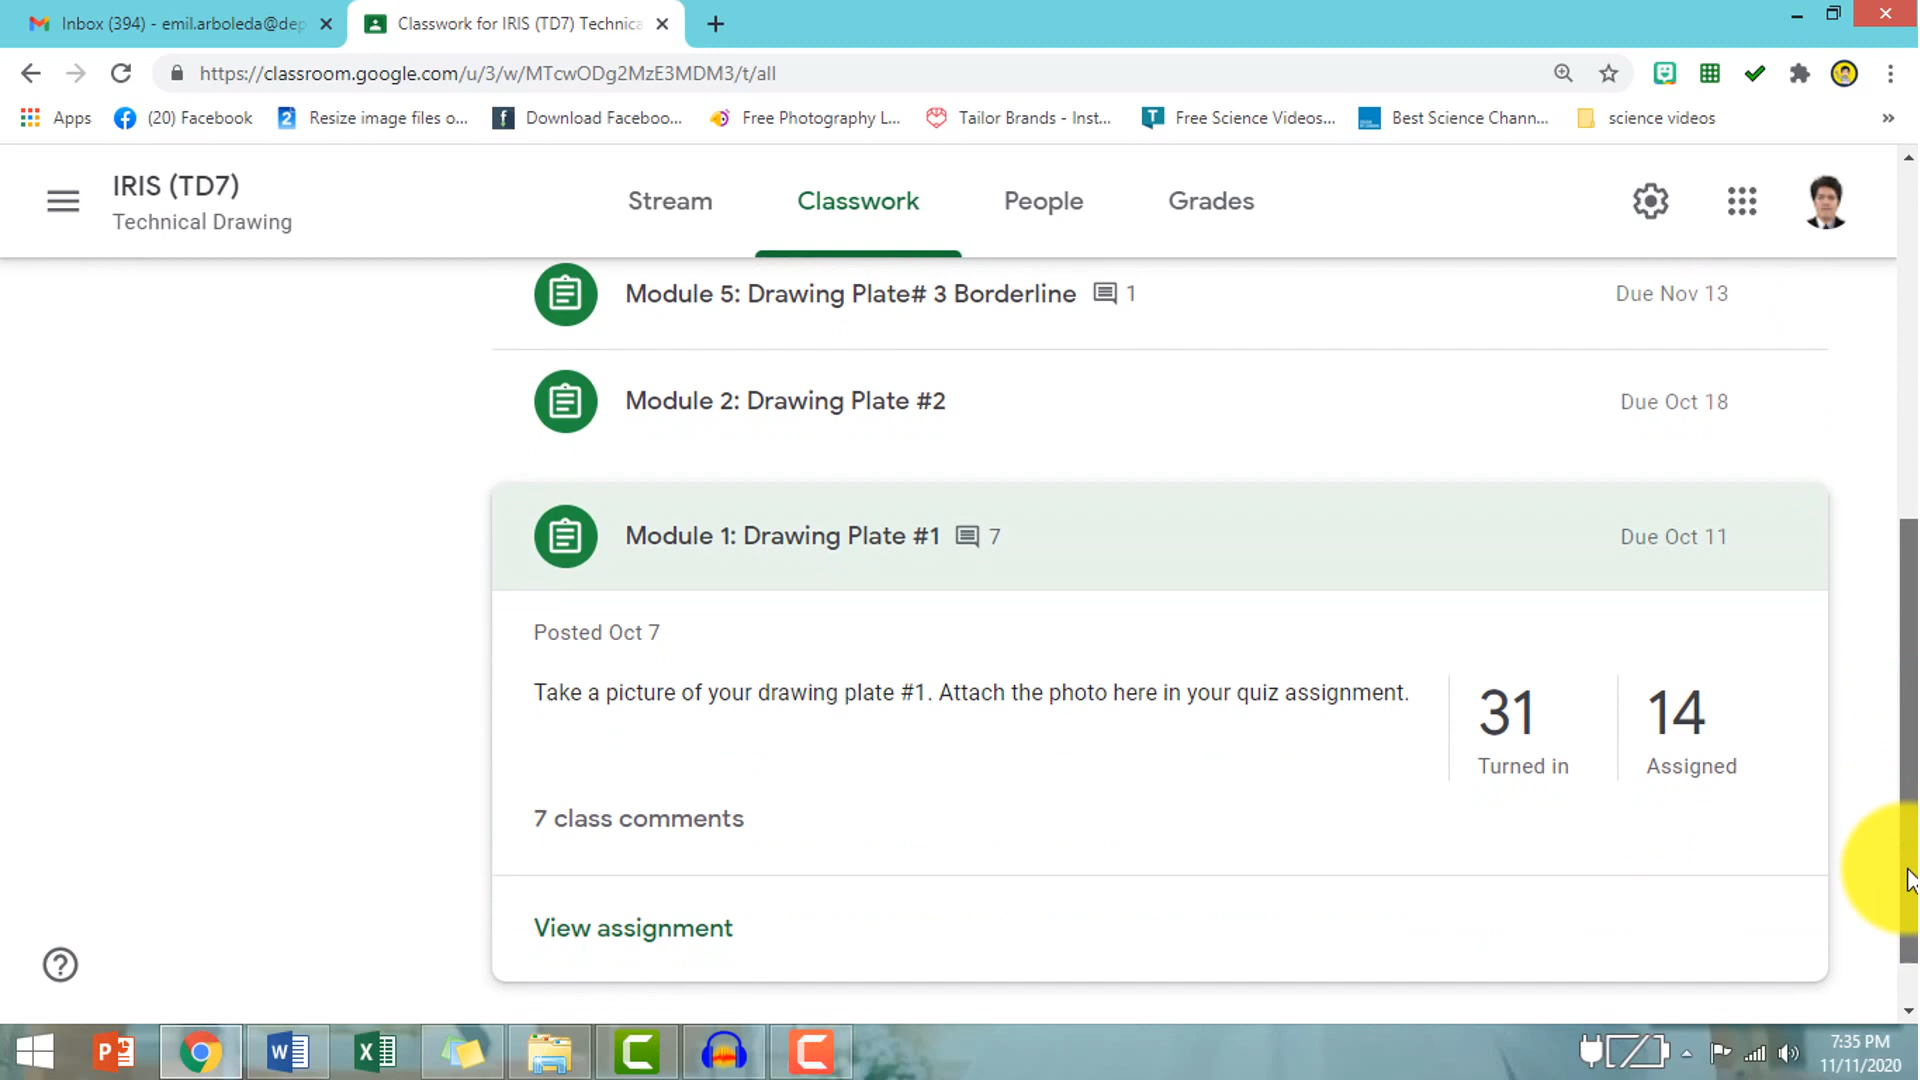 Inbox (394) - emil.arboleda@dep
Classwork for IRIS (TD7) Technica
https://classroom.google.com/u/3/w/MTcwODg2MzE3MDM3/t/all
Apps
(20) Facebook
Resize image files o...
Download Faceboo...
Free Photography L...
Tailor Brands - Inst...
Free Science Videos...
Best Science Chann...
science videos
»
IRIS (TD7)
Technical Drawing
Stream
Classwork
People
Grades
Module 5: Drawing Plate# 3 Borderline 1
Due Nov 13
Module 2: Drawing Plate #2
Due Oct 18
Module 1: Drawing Plate #1 7
Due Oct 11
Posted Oct 7
Take a picture of your drawing plate #1. Attach the photo here in your quiz assignment.
31
Turned in
14
Assigned
7 class comments
View assignment
7:35 PM
11/11/2020